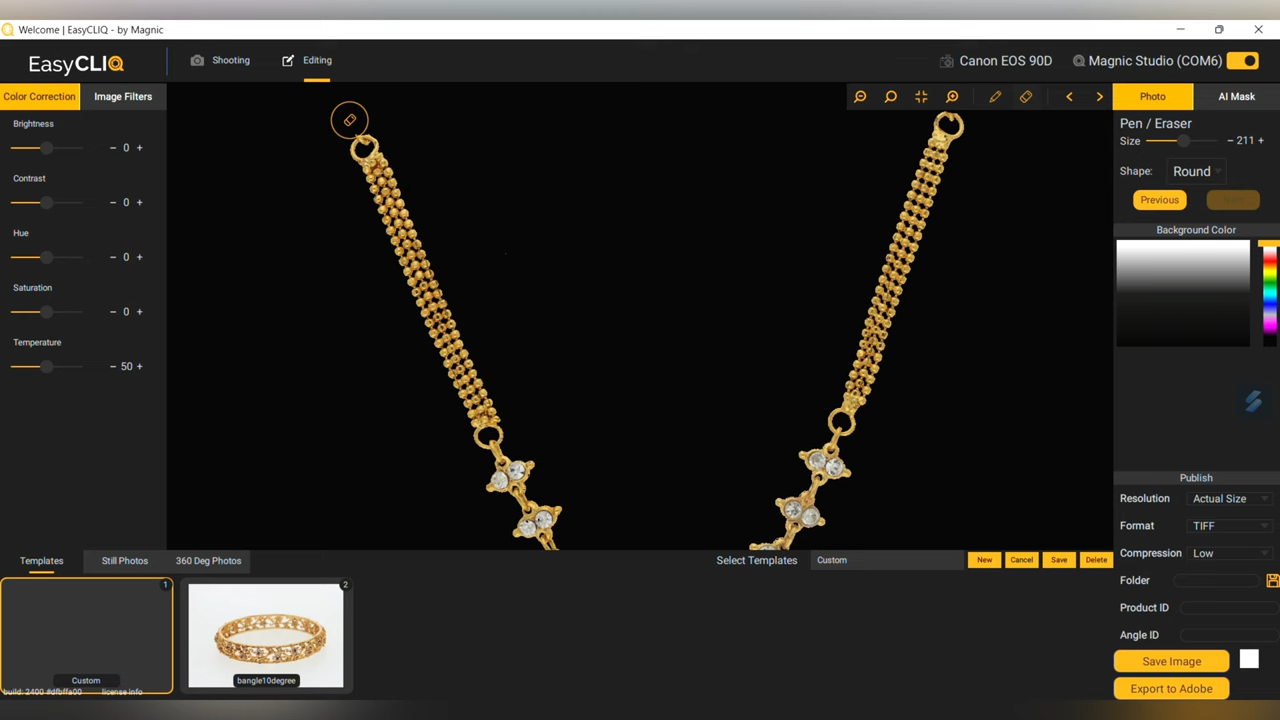 Welcome | EasyCLIQ - by Magnic
EasyCLIQ
Shooting
Editing
Canon EOS 90D
Magnic Studio (COM6)
Color Correction
Image Filters
Photo
AI Mask
Brightness
- 0 +
Contrast
- 0 +
Hue
- 0 +
Saturation
- 0 +
Temperature
- 50 +
Pen / Eraser
Size
- 211 +
Shape:
Round
Previous
Background Color
Publish
Resolution
Actual Size
Format
TIFF
Compression
Low
Folder
Product ID
Angle ID
Save Image
Export to Adobe
Templates
Still Photos
360 Deg Photos
Select Templates
Custom
New
Cancel
Save
Delete
1
Custom
2
bangle10degree
build: 2400 #dfbffa00
license info